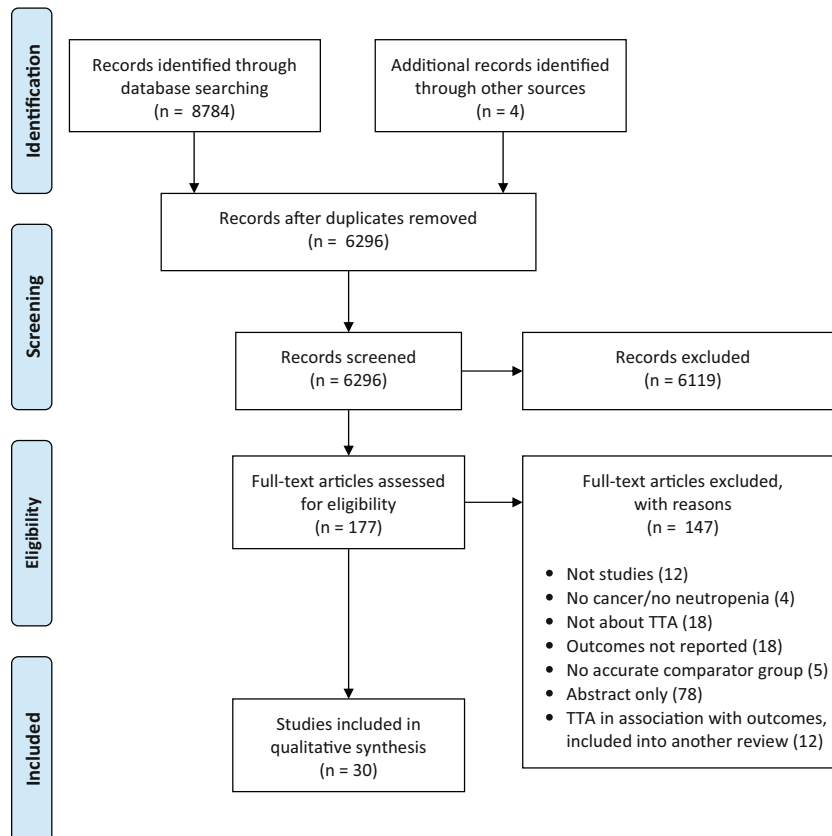 Identification
Records identified through
database searching
(n = 8784)
Additional records identified
through other sources
(n = 4)
Records after duplicates removed
(n = 6296)
Screening
Records screened
(n = 6296)
Records excluded
(n = 6119)
Eligibility
Full-text articles assessed
for eligibility
(n = 177)
Full-text articles excluded,
with reasons
(n = 147)
• Not studies (12)
• No cancer/no neutropenia (4)
• Not about TTA (18)
• Outcomes not reported (18)
• No accurate comparator group (5)
• Abstract only (78)
• TTA in association with outcomes,
included into another review (12)
Included
Studies included in
qualitative synthesis
(n = 30)